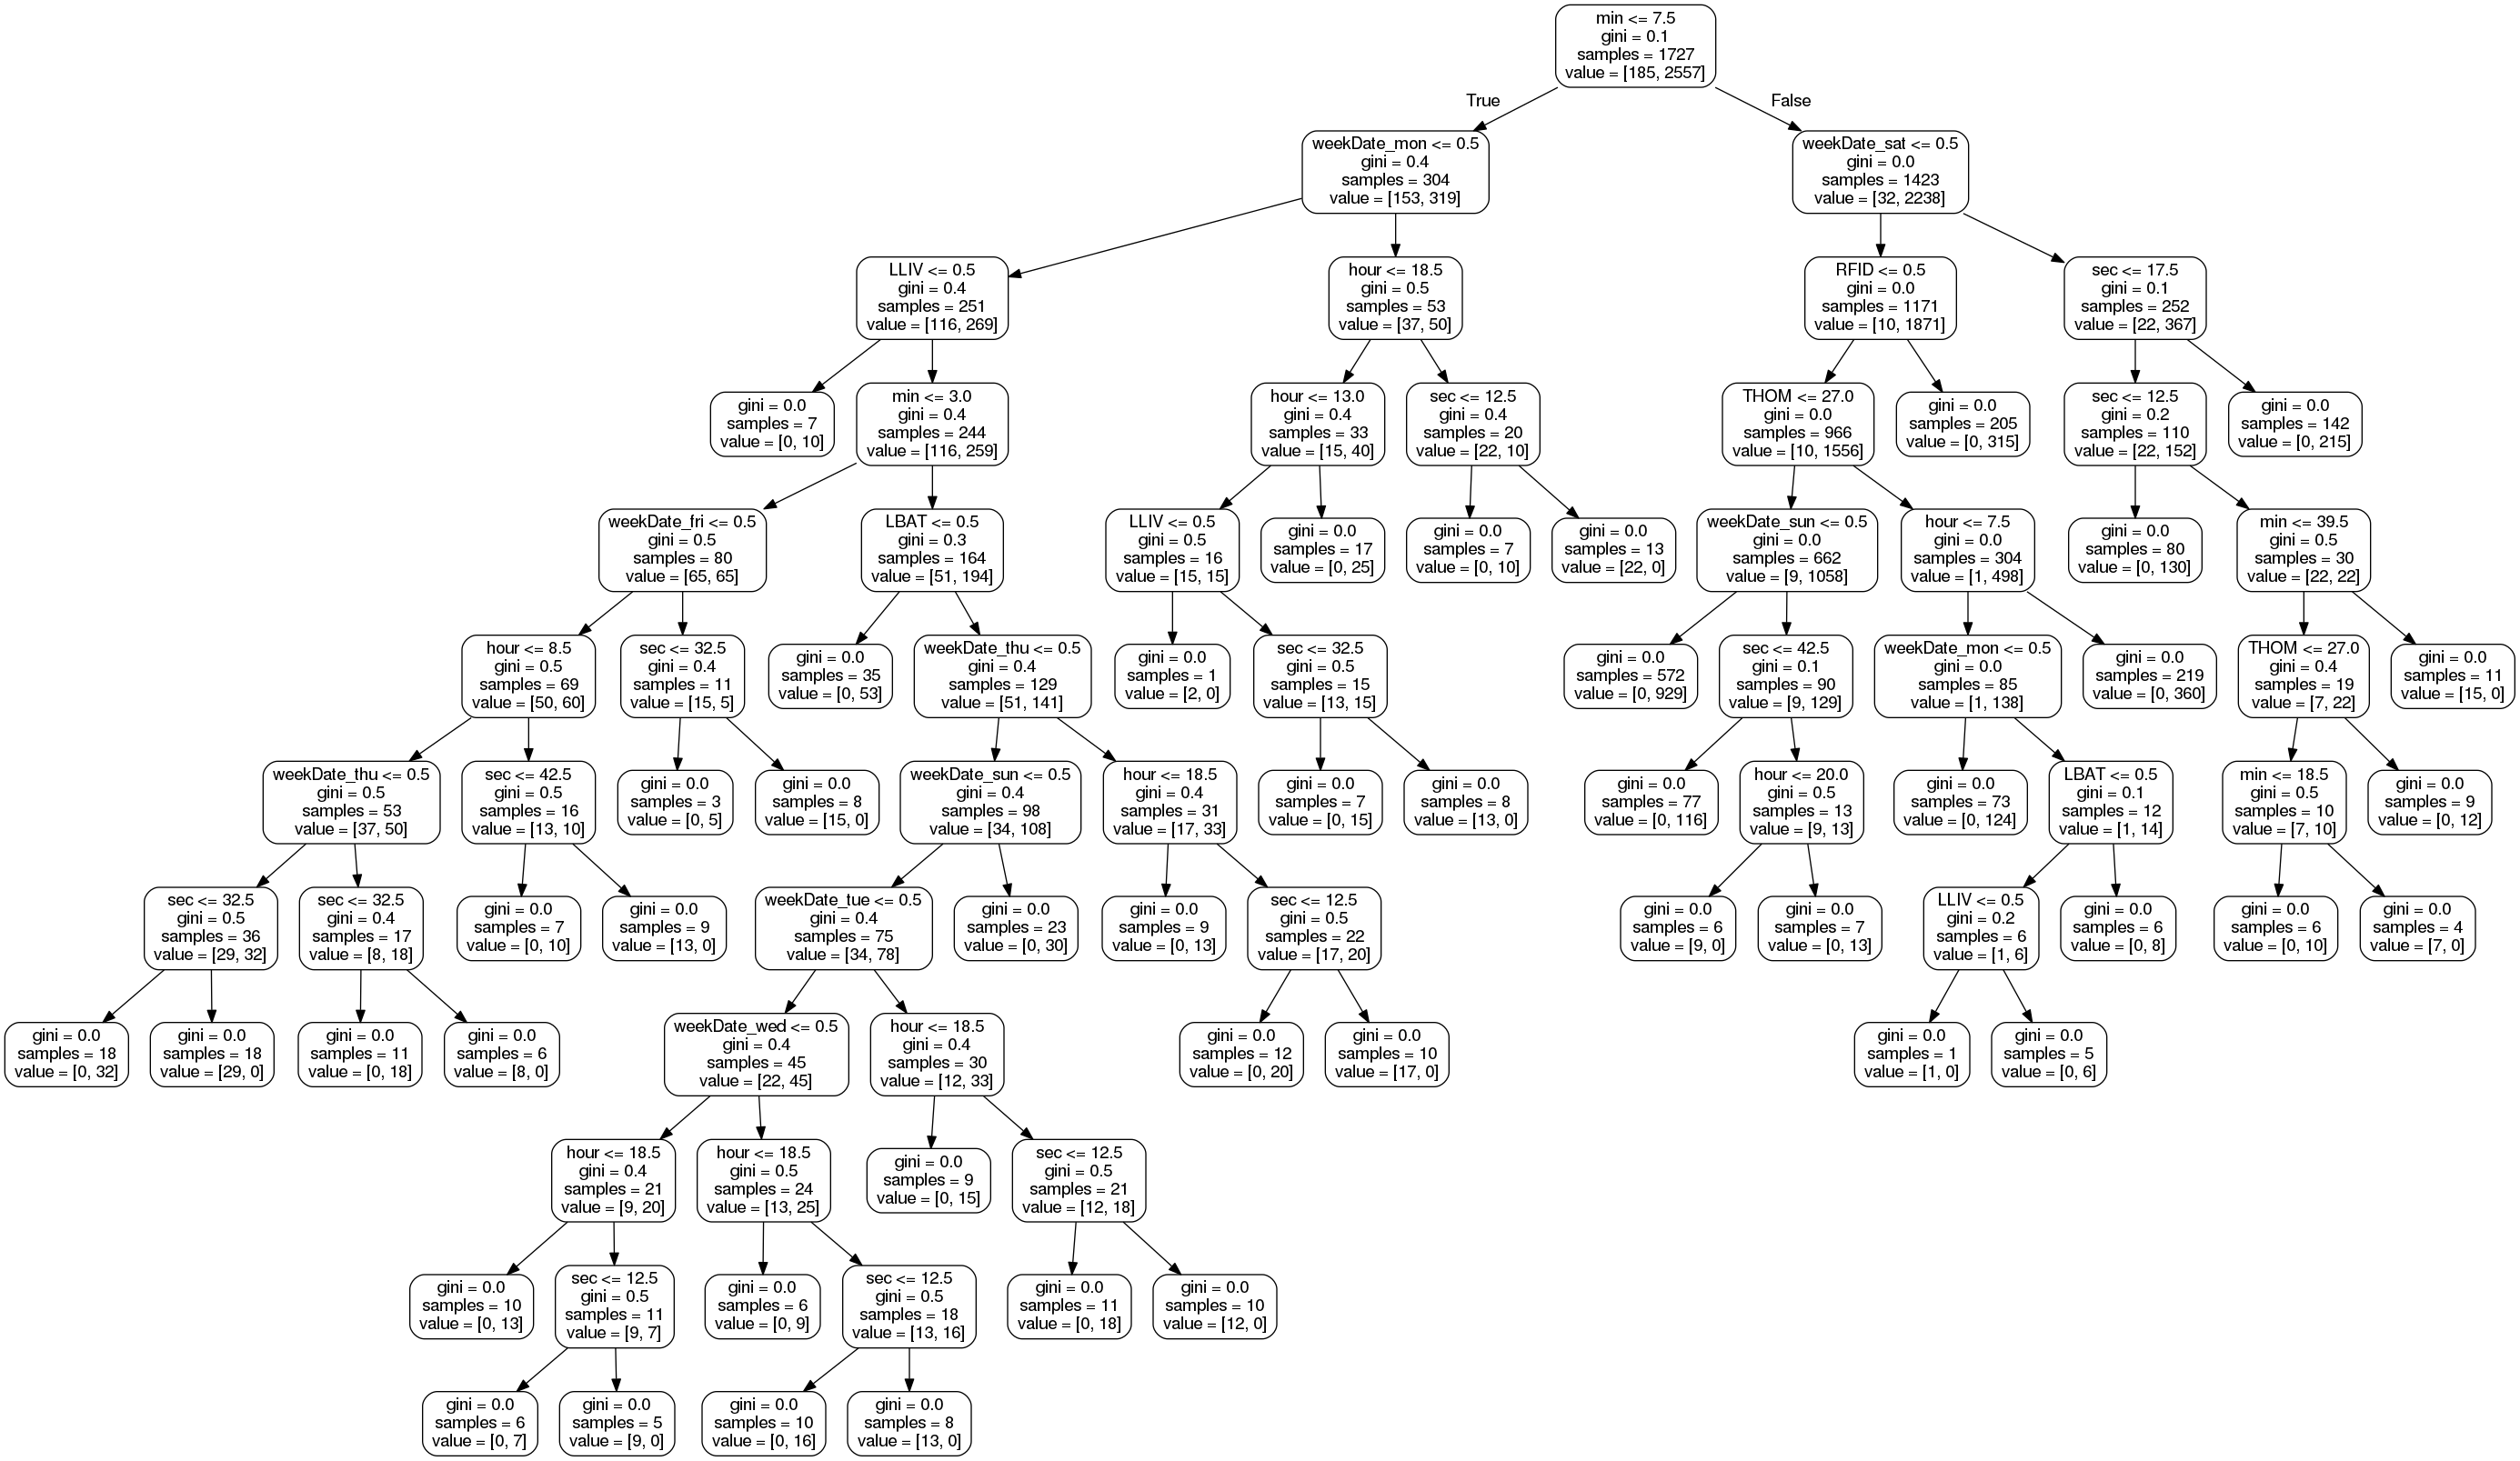 min <= 7.5
gini = 0.1
samples = 1727
value = [185, 2557]
True
False
weekDate_mon <= 0.5
gini = 0.4
samples = 304
value = [153, 319]
weekDate_sat <= 0.5
gini = 0.0
samples = 1423
value = [32, 2238]
LLIV <= 0.5
gini = 0.4
samples = 251
value = [116, 269]
hour <= 18.5
gini = 0.5
samples = 53
value = [37, 50]
RFID <= 0.5
gini = 0.0
samples = 1171
value = [10, 1871]
sec <= 17.5
gini = 0.1
samples = 252
value = [22, 367]
gini = 0.0
samples = 7
value = [0, 10]
min <= 3.0
gini = 0.4
samples = 244
value = [116, 259]
hour <= 13.0
gini = 0.4
samples = 33
value = [15, 40]
sec <= 12.5
gini = 0.4
samples = 20
value = [22, 10]
THOM <= 27.0
gini = 0.0
samples = 966
value = [10, 1556]
gini = 0.0
samples = 205
value = [0, 315]
sec <= 12.5
gini = 0.2
samples = 110
value = [22, 152]
gini = 0.0
samples = 142
value = [0, 215]
weekDate_fri <= 0.5
gini = 0.5
samples = 80
value = [65, 65]
LBAT <= 0.5
gini = 0.3
samples = 164
value = [51, 194]
LLIV <= 0.5
gini = 0.5
samples = 16
value = [15, 15]
gini = 0.0
samples = 17
value = [0, 25]
gini = 0.0
samples = 7
value = [0, 10]
gini = 0.0
samples = 13
value = [22, 0]
weekDate_sun <= 0.5
gini = 0.0
samples = 662
value = [9, 1058]
hour <= 7.5
gini = 0.0
samples = 304
value = [1, 498]
gini = 0.0
samples = 80
value = [0, 130]
min <= 39.5
gini = 0.5
samples = 30
value = [22, 22]
hour <= 8.5
gini = 0.5
samples = 69
value = [50, 60]
sec <= 32.5
gini = 0.4
samples = 11
value = [15, 5]
gini = 0.0
samples = 35
value = [0, 53]
weekDate_thu <= 0.5
gini = 0.4
samples = 129
value = [51, 141]
gini = 0.0
samples = 1
value = [2, 0]
sec <= 32.5
gini = 0.5
samples = 15
value = [13, 15]
gini = 0.0
samples = 572
value = [0, 929]
sec <= 42.5
gini = 0.1
samples = 90
value = [9, 129]
weekDate_mon <= 0.5
gini = 0.0
samples = 85
value = [1, 138]
gini = 0.0
samples = 219
value = [0, 360]
THOM <= 27.0
gini = 0.4
samples = 19
value = [7, 22]
gini = 0.0
samples = 11
value = [15, 0]
weekDate_thu <= 0.5
gini = 0.5
samples = 53
value = [37, 50]
sec <= 42.5
gini = 0.5
samples = 16
value = [13, 10]
gini = 0.0
samples = 3
value = [0, 5]
gini = 0.0
samples = 8
value = [15, 0]
weekDate_sun <= 0.5
gini = 0.4
samples = 98
value = [34, 108]
hour <= 18.5
gini = 0.4
samples = 31
value = [17, 33]
gini = 0.0
samples = 7
value = [0, 15]
gini = 0.0
samples = 8
value = [13, 0]
gini = 0.0
samples = 77
value = [0, 116]
hour <= 20.0
gini = 0.5
samples = 13
value = [9, 13]
gini = 0.0
samples = 73
value = [0, 124]
LBAT <= 0.5
gini = 0.1
samples = 12
value = [1, 14]
min <= 18.5
gini = 0.5
samples = 10
value = [7, 10]
gini = 0.0
samples = 9
value = [0, 12]
sec <= 32.5
gini = 0.5
samples = 36
value = [29, 32]
sec <= 32.5
gini = 0.4
samples = 17
value = [8, 18]
gini = 0.0
samples = 7
value = [0, 10]
gini = 0.0
samples = 9
value = [13, 0]
weekDate_tue <= 0.5
gini = 0.4
samples = 75
value = [34, 78]
gini = 0.0
samples = 23
value = [0, 30]
gini = 0.0
samples = 9
value = [0, 13]
sec <= 12.5
gini = 0.5
samples = 22
value = [17, 20]
gini = 0.0
samples = 6
value = [9, 0]
gini = 0.0
samples = 7
value = [0, 13]
LLIV <= 0.5
gini = 0.2
samples = 6
value = [1, 6]
gini = 0.0
samples = 6
value = [0, 8]
gini = 0.0
samples = 6
value = [0, 10]
gini = 0.0
samples = 4
value = [7, 0]
gini = 0.0
samples = 18
value = [0, 32]
gini = 0.0
samples = 18
value = [29, 0]
gini = 0.0
samples = 11
value = [0, 18]
gini = 0.0
samples = 6
value = [8, 0]
weekDate_wed <= 0.5
gini = 0.4
samples = 45
value = [22, 45]
hour <= 18.5
gini = 0.4
samples = 30
value = [12, 33]
gini = 0.0
samples = 12
value = [0, 20]
gini = 0.0
samples = 10
value = [17, 0]
gini = 0.0
samples = 1
value = [1, 0]
gini = 0.0
samples = 5
value = [0, 6]
hour <= 18.5
gini = 0.4
samples = 21
value = [9, 20]
hour <= 18.5
gini = 0.5
samples = 24
value = [13, 25]
gini = 0.0
samples = 9
value = [0, 15]
sec <= 12.5
gini = 0.5
samples = 21
value = [12, 18]
gini = 0.0
samples = 10
value = [0, 13]
sec <= 12.5
gini = 0.5
samples = 11
value = [9, 7]
gini = 0.0
samples = 6
value = [0, 9]
sec <= 12.5
gini = 0.5
samples = 18
value = [13, 16]
gini = 0.0
samples = 11
value = [0, 18]
gini = 0.0
samples = 10
value = [12, 0]
gini = 0.0
samples = 6
value = [0, 7]
gini = 0.0
samples = 5
value = [9, 0]
gini = 0.0
samples = 10
value = [0, 16]
gini = 0.0
samples = 8
value = [13, 0]